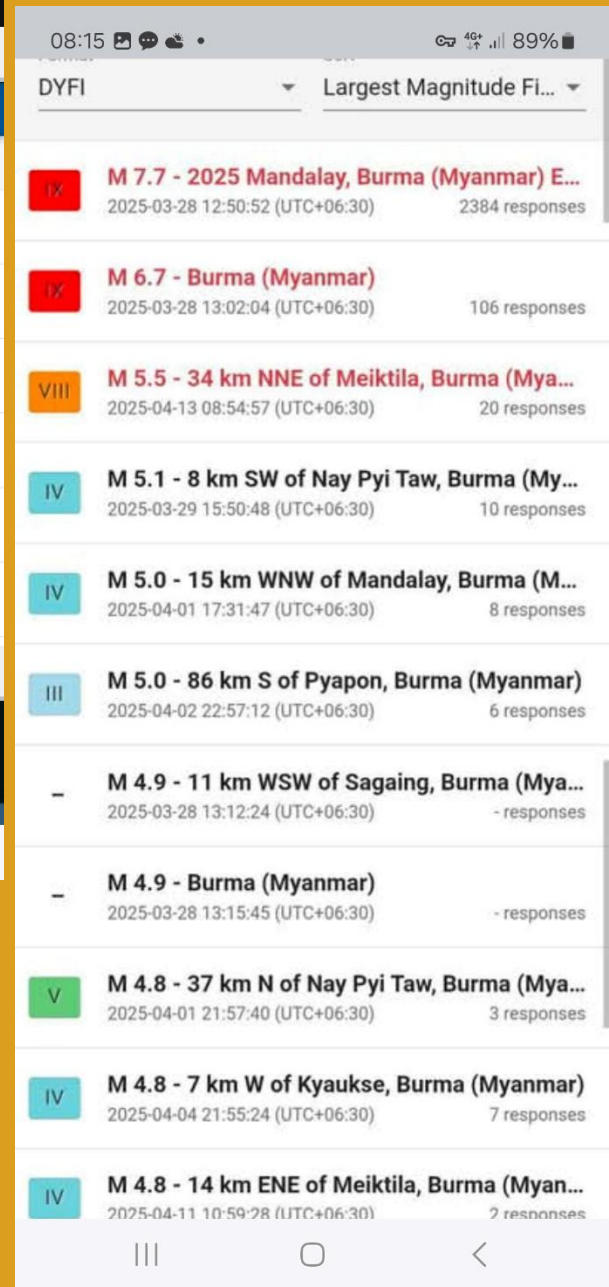 08:15
4G+ 89%
DYFI
Largest Magnitude Fi...
IX
M 7.7 - 2025 Mandalay, Burma (Myanmar) E...
2025-03-28 12:50:52 (UTC+06:30) 2384 responses
IX
M 6.7 - Burma (Myanmar)
2025-03-28 13:02:04 (UTC+06:30) 106 responses
VIII
M 5.5 - 34 km NNE of Meiktila, Burma (Mya...
2025-04-13 08:54:57 (UTC+06:30) 20 responses
IV
M 5.1 - 8 km SW of Nay Pyi Taw, Burma (My...
2025-03-29 15:50:48 (UTC+06:30) 10 responses
IV
M 5.0 - 15 km WNW of Mandalay, Burma (M...
2025-04-01 17:31:47 (UTC+06:30) 8 responses
III
M 5.0 - 86 km S of Pyapon, Burma (Myanmar)
2025-04-02 22:57:12 (UTC+06:30) 6 responses
–
M 4.9 - 11 km WSW of Sagaing, Burma (Mya...
2025-03-28 13:12:24 (UTC+06:30) - responses
–
M 4.9 - Burma (Myanmar)
2025-03-28 13:15:45 (UTC+06:30) - responses
V
M 4.8 - 37 km N of Nay Pyi Taw, Burma (Mya...
2025-04-01 21:57:40 (UTC+06:30) 3 responses
IV
M 4.8 - 7 km W of Kyaukse, Burma (Myanmar)
2025-04-04 21:55:24 (UTC+06:30) 7 responses
IV
M 4.8 - 14 km ENE of Meiktila, Burma (Myan...
2025-04-11 10:59:28 (UTC+06:30) 2 responses